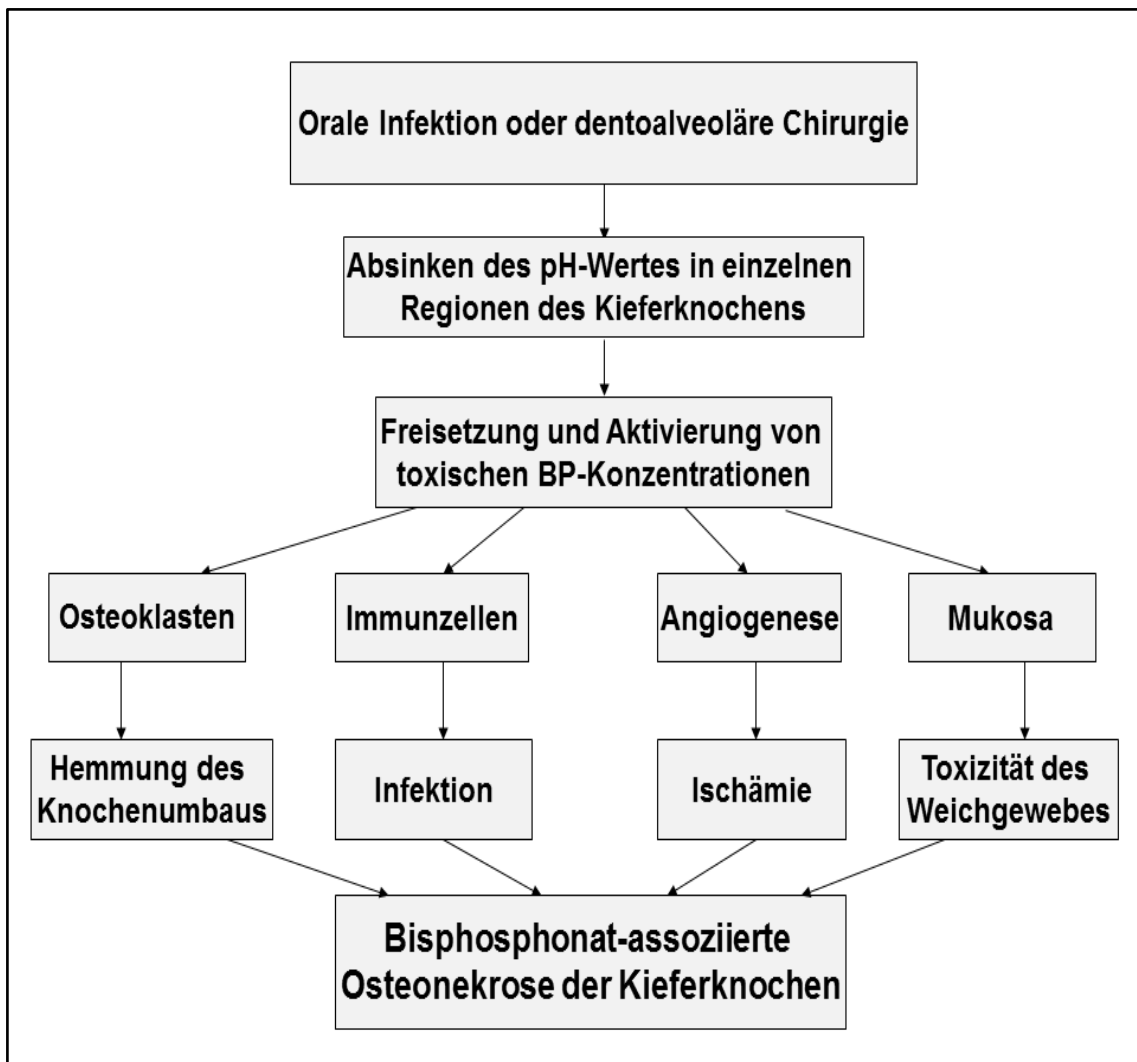 Orale Infektion oder dentoalveoläre Chirurgie
Absinken des pH-Wertes in einzelnen
Regionen des Kieferknochens
Freisetzung und Aktivierung von
toxischen BP-Konzentrationen
Osteoklasten
Immunzellen
Angiogenese
Mukosa
Hemmung des
Knochenumbaus
Infektion
Ischämie
Toxizität des
Weichgewebes
Bisphosphonat-assoziierte
Osteonekrose der Kieferknochen